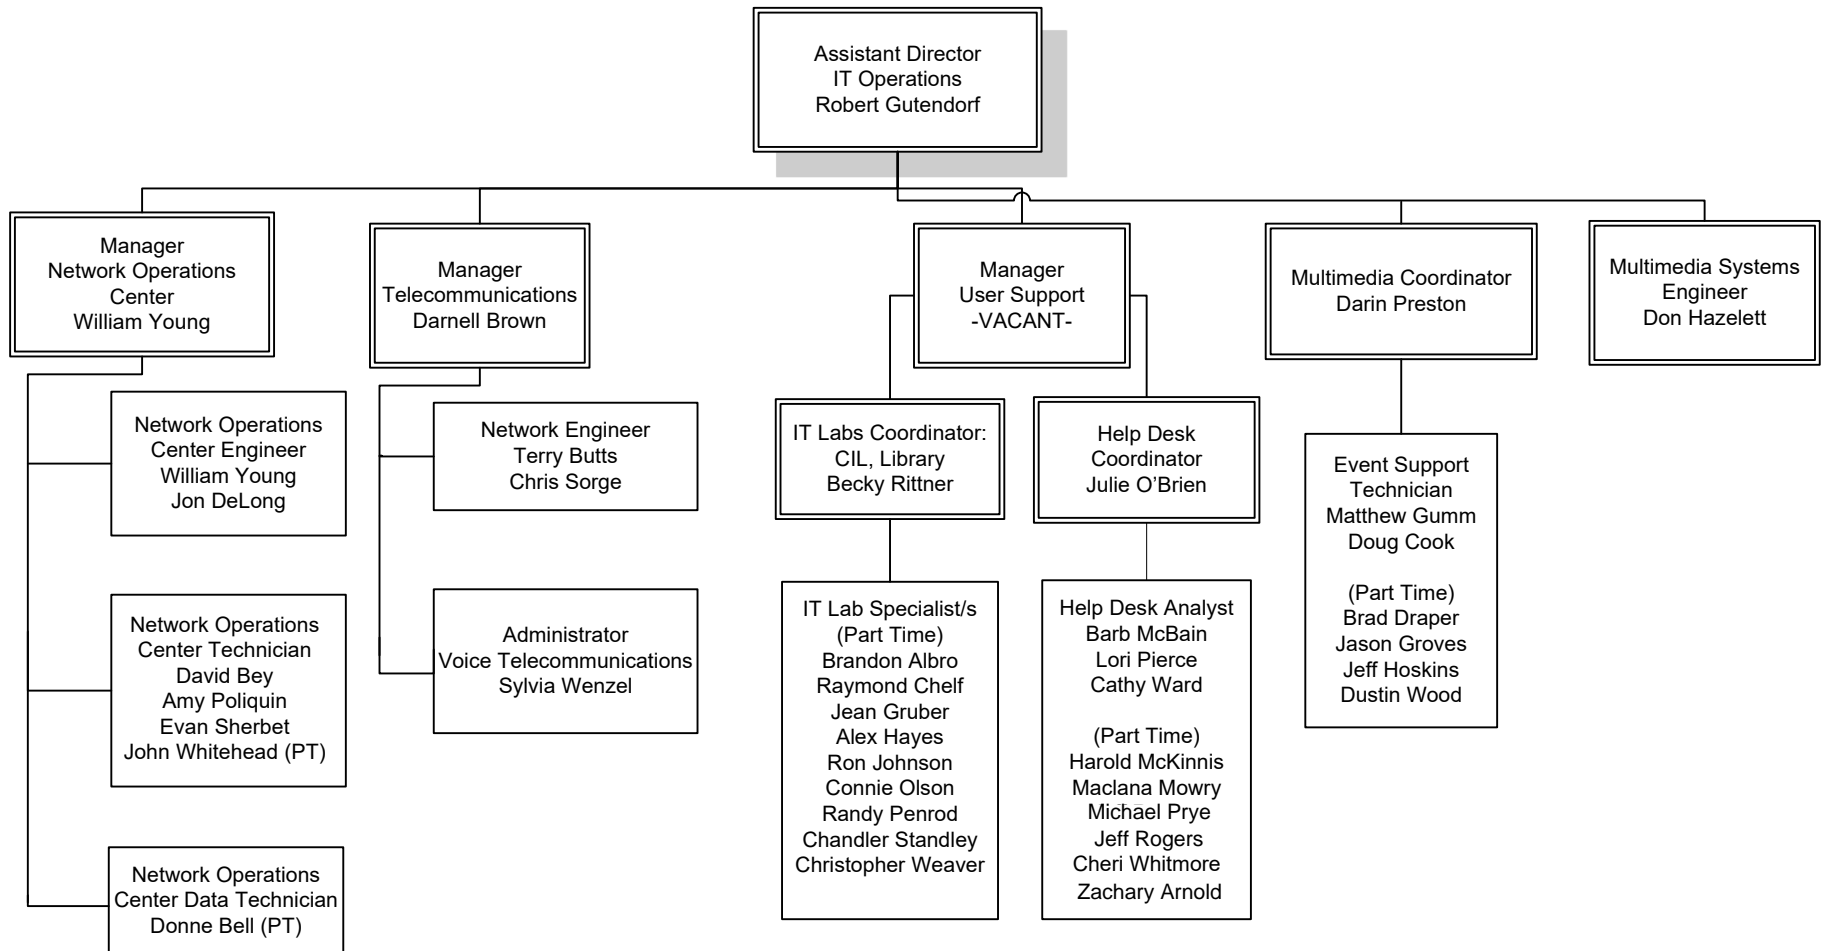 Assistant Director
IT Operations
Robert Gutendorf
Manager
Network Operations
Center
William Young
Manager
Telecommunications
Darnell Brown
Manager
User Support
-VACANT-
Multimedia Coordinator
Darin Preston
Multimedia Systems
Engineer
Don Hazelett
Network Operations
Center Engineer
William Young
Jon DeLong
Network Operations
Center Technician
David Bey
Amy Poliquin
Evan Sherbet
John Whitehead (PT)
Network Operations
Center Data Technician
Donne Bell (PT)
Network Engineer
Terry Butts
Chris Sorge
Administrator
Voice Telecommunications
Sylvia Wenzel
IT Labs Coordinator:
CIL, Library
Becky Rittner
IT Lab Specialist/s
(Part Time)
Brandon Albro
Raymond Chelf
Jean Gruber
Alex Hayes
Ron Johnson
Connie Olson
Randy Penrod
Chandler Standley
Christopher Weaver
Help Desk
Coordinator
Julie O’Brien
Help Desk Analyst
Barb McBain
Lori Pierce
Cathy Ward
(Part Time)
Harold McKinnis
Maclana Mowry
Michael Prye
Jeff Rogers
Cheri Whitmore
Zachary Arnold
Event Support
Technician
Matthew Gumm
Doug Cook
(Part Time)
Brad Draper
Jason Groves
Jeff Hoskins
Dustin Wood